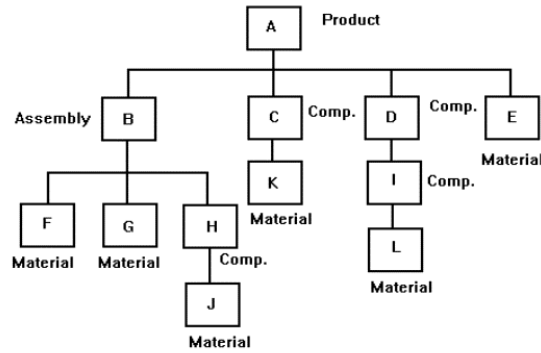 A Product
Assembly B C Comp. D Comp. E
K I Comp. Material
F G H Material
Material Material Comp. L
J Material
Material